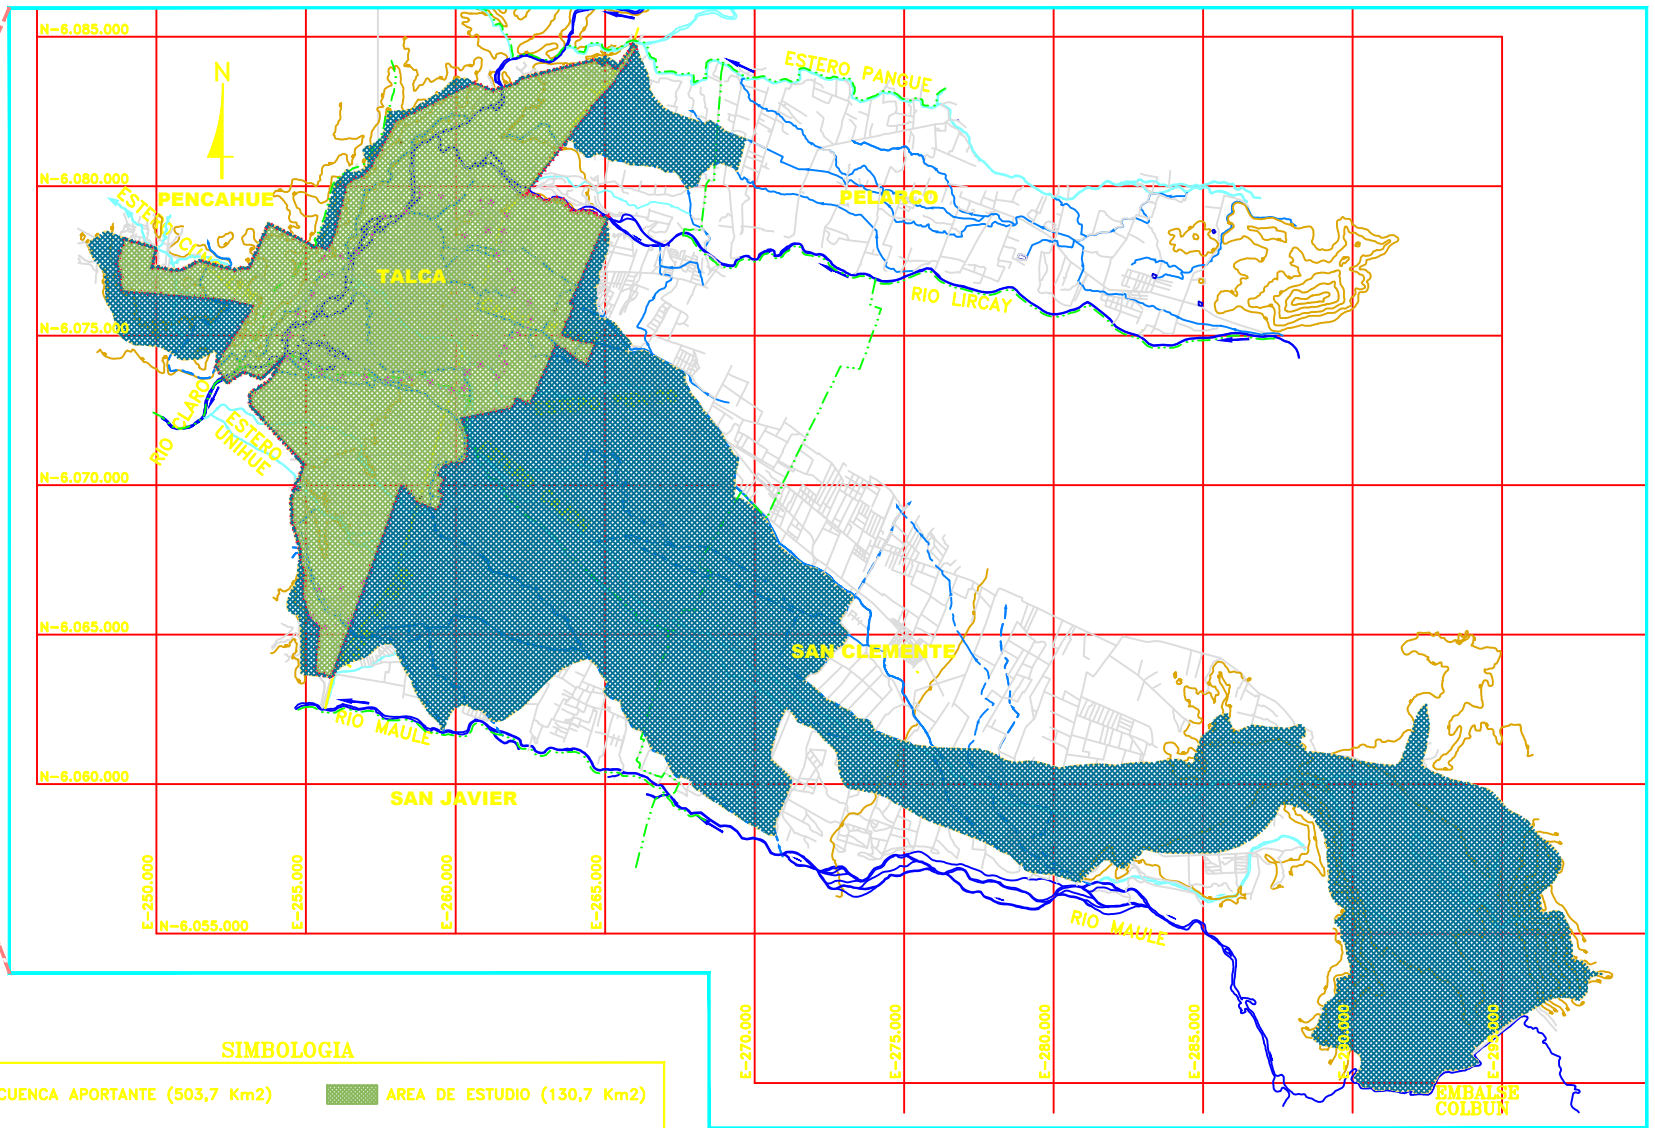 N-6.085.000
ESTERO PANGUE
N
N-6.080.000
PENCAHUE
PELARCO
TALCA
RIO LIRCAY
N-6.075.000
RIO CLARO
ESTERO
UNIHUE
N-6.070.000
N-6.065.000
SAN CLEMENTE
RIO MAULE
N-6.060.000
SAN JAVIER
E-250.000
E-255.000
E-260.000
E-265.000
N-6.055.000
RIO MAULE
E-270.000
E-275.000
E-280.000
E-285.000
E-290.000
SIMBOLOGIA
CUENCA APORTANTE (503,7 Km2)
AREA DE ESTUDIO (130,7 Km2)
EMBALSE
COLBUN